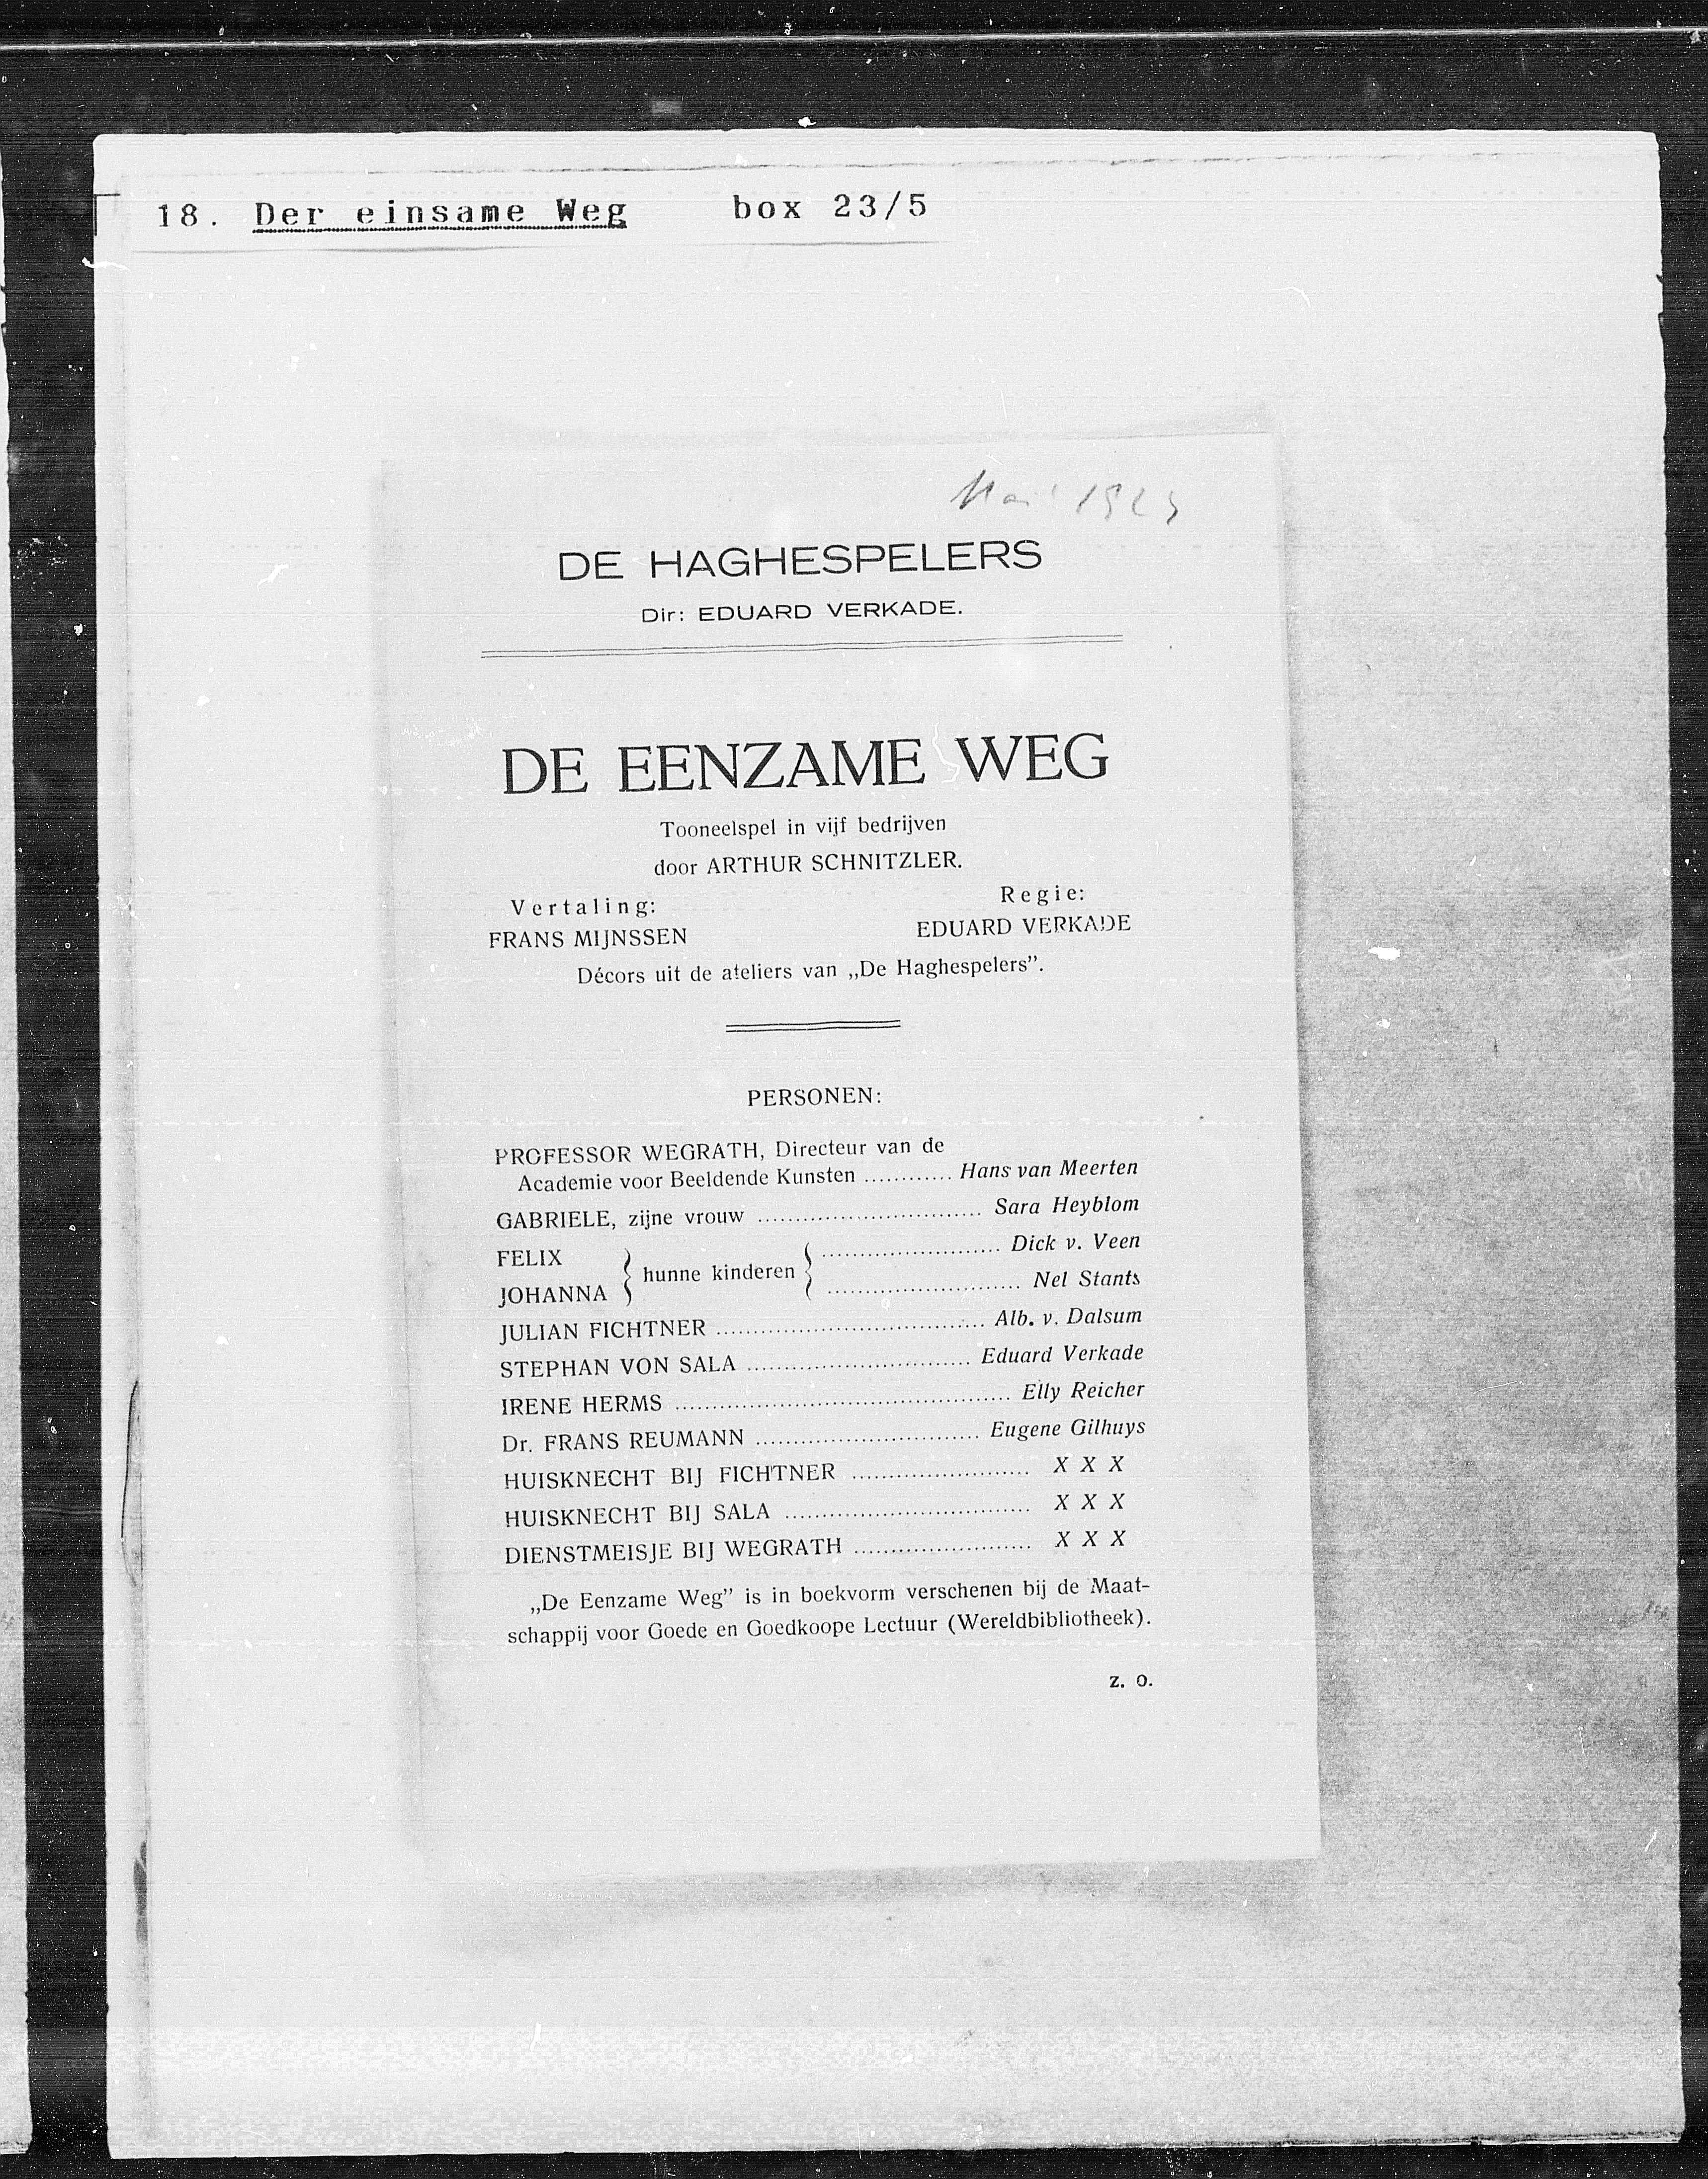 18. Der einsame Weg box 23/5
Mai
DE HAGHESPELERS
Dir: EDUARD VERKADE.
DE EENZAME WEG
Tooneelspel in vijf bedrijven
door ARTHUR SCHNITZLER.
Vertaling: Regie:
FRANS MIJNSSEN EDUARD VERKADE
Décors uit de ateliers van „De Haghespelers”.
PERSONEN:
PROFESSOR WEGRATH, Directeur van de
Academie voor Beeldende Kunsten ............ Hans van Meerten
GABRIELE, zijne vrouw .............................. Sara Heyblom
FELIX } hunne kinderen { ........................ Dick v. Veen
JOHANNA .......................... Nel Stants
JULIAN FICHTNER .................................... Alb. v. Dalsum
STEPHAN VON SALA .............................. Eduard Verkade
IRENE HERMS ............................................. Elly Reicher
Dr. FRANS REUMANN .............................. Eugene Gilhuys
HUISKNECHT BIJ FICHTNER ........................ X X X
HUISKNECHT BIJ SALA ................................. X X X
DIENSTMEISJE BIJ WEGRATH ........................ X X X
„De Eenzame Weg” is in boekvorm verschenen bij de Maat-
schappij voor Goede en Goedkoope Lectuur (Wereldbibliotheek).
z. o.